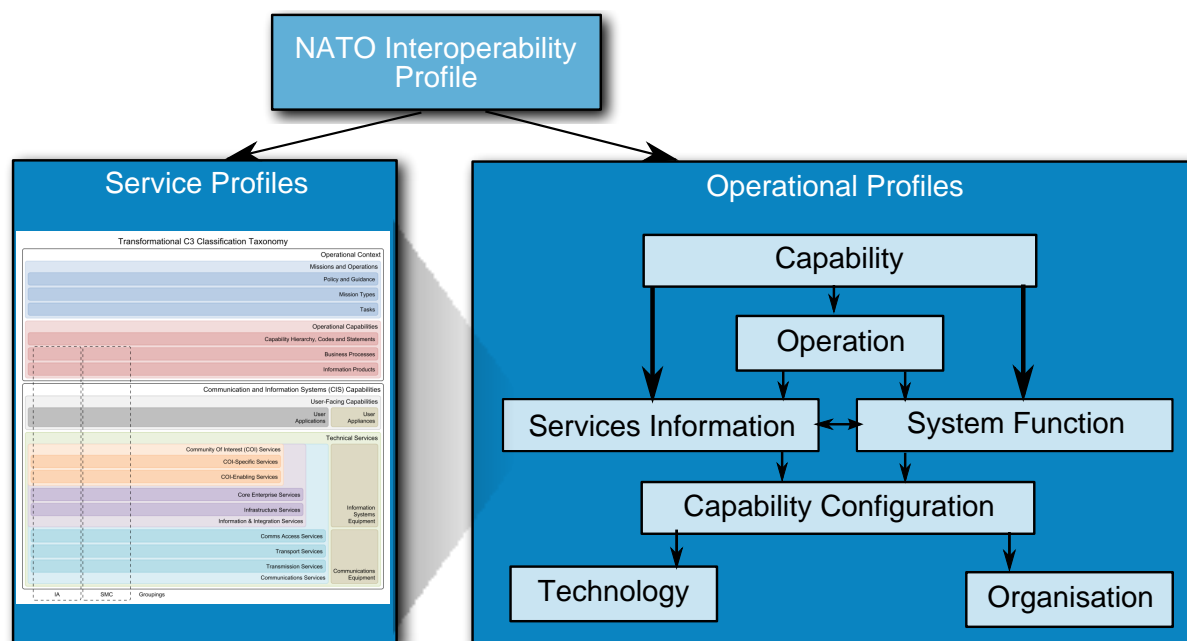 NATO Interoperability
Profile
Service Profiles
Transformational C3 Classification Taxonomy
Operational Context
Missions and Operations
Policy and Guidance
Mission Types
Tasks
Operational Capabilities
Capability Hierarchy, Codes and Statements
Business Processes
Information Products
Communication and Information Systems (CIS) Capabilities
User-Facing Capabilities
User
Applications
User
Appliances
Technical Services
Community Of Interest (COI) Services
COI-Specific Services
COI-Enabling Services
Core Enterprise Services
Infrastructure Services
Information & Integration Services
Information
Systems
Equipment
Comms Access Services
Transport Services
Transmission Services
Communications Services
Communications
Equipment
IA
SMC
Groupings
Operational Profiles
Capability
Operation
Services Information
System Function
Capability Configuration
Technology
Organisation